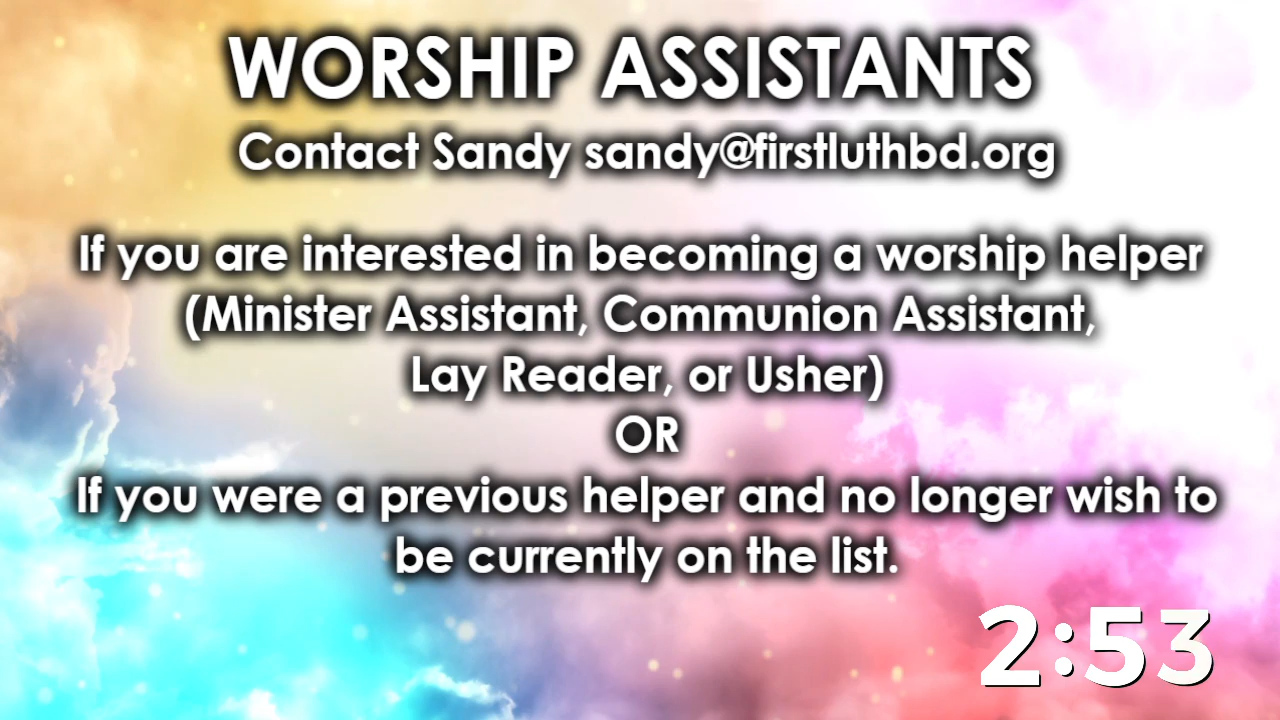 WORSHIP ASSISTANTS
Contact Sandy sandy@firstluthbd.org
If you are interested in becoming a worship helper
(Minister Assistant, Communion Assistant,
Lay Reader, or Usher)
OR
If you were a previous helper and no longer wish to
be currently on the list.
2:53